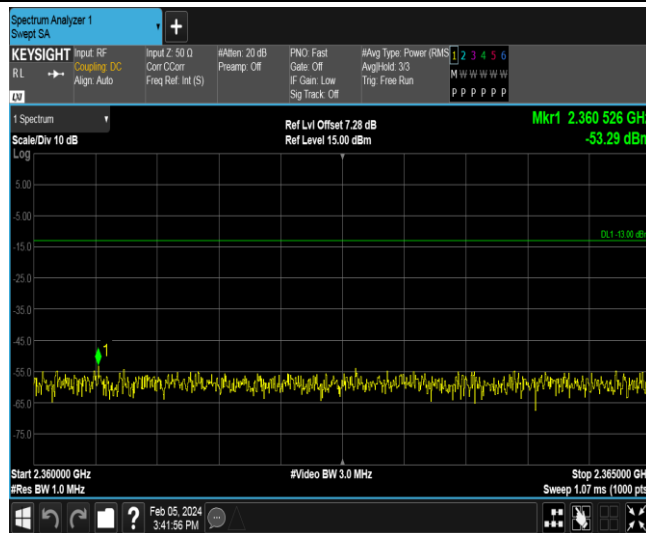 Spectrum Analyzer 1
Swept SA
+
KEYSIGHT
RL
LXI
Input: RF
Coupling: DC
Align: Auto
Input Z: 50 Ω
Corr CCorr
Freq Ref: Int (S)
#Atten: 20 dB
Preamp: Off
PNO: Fast
Gate: Off
IF Gain: Low
Sig Track: Off
#Avg Type: Power (RMS
Avg|Hold: 3/3
Trig: Free Run
1 2 3 4 5 6
M W W W W W
P P P P P P
1 Spectrum
Scale/Div 10 dB
Log
Ref Lvl Offset 7.28 dB
Ref Level 15.00 dBm
Mkr1 2.360 526 GHz
-53.29 dBm
5.00
-5.00
-15.0
-25.0
-35.0
-45.0
-55.0
-65.0
-75.0
DL1 -13.00 dBm
1
Start 2.360000 GHz
#Res BW 1.0 MHz
#Video BW 3.0 MHz
Stop 2.365000 GHz
Sweep 1.07 ms (1000 pts)
?
Feb 05, 2024
3:41:56 PM